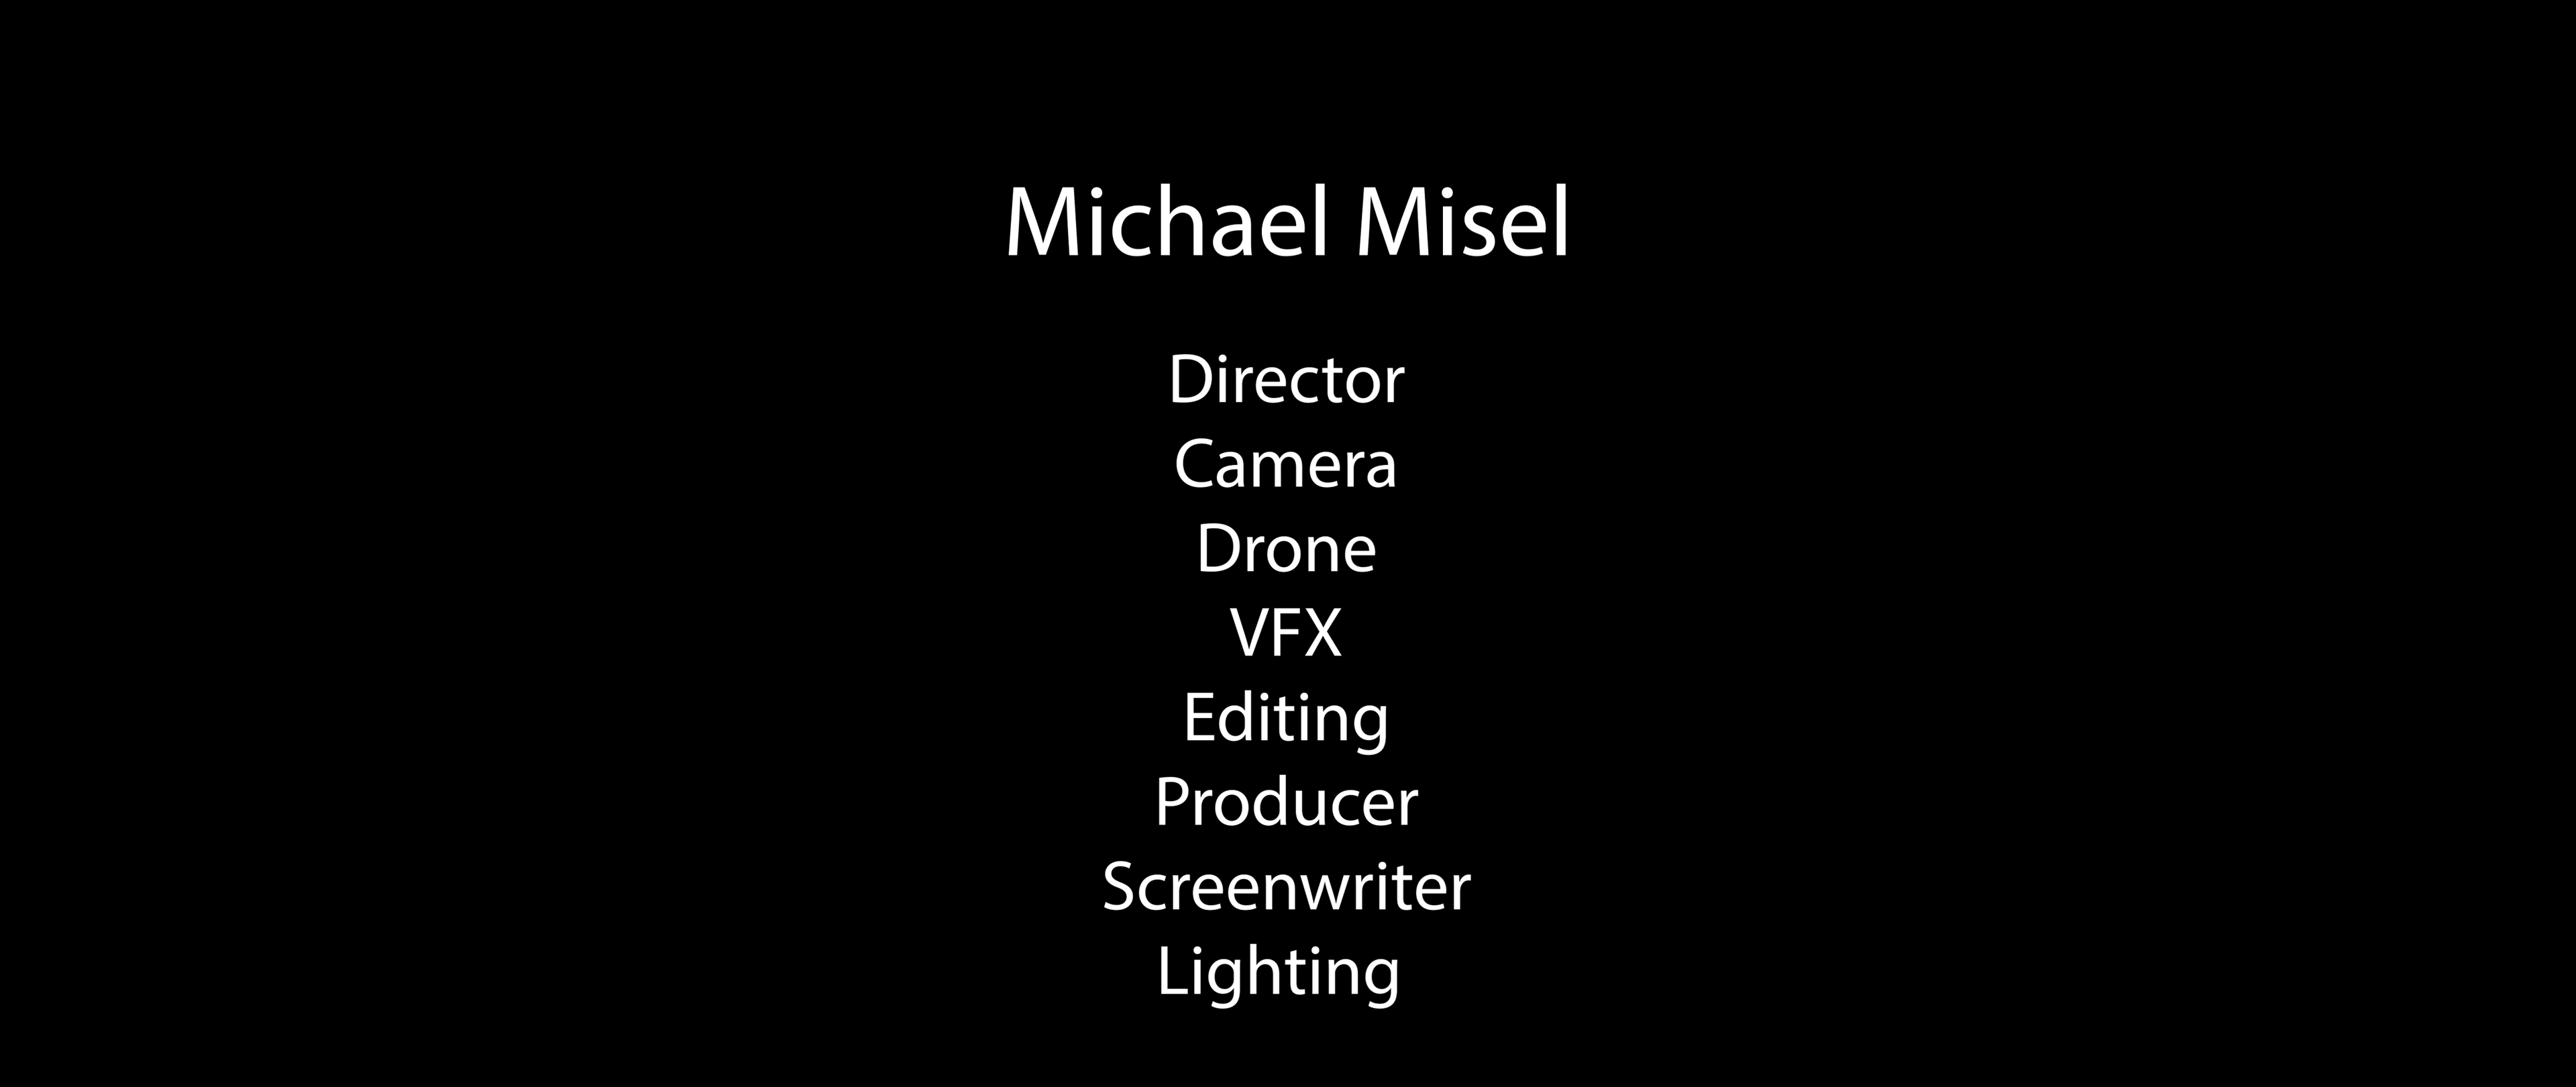 Michael Misel
Director
Camera
Drone
VFX
Editing
Producer
Screenwriter
Lighting